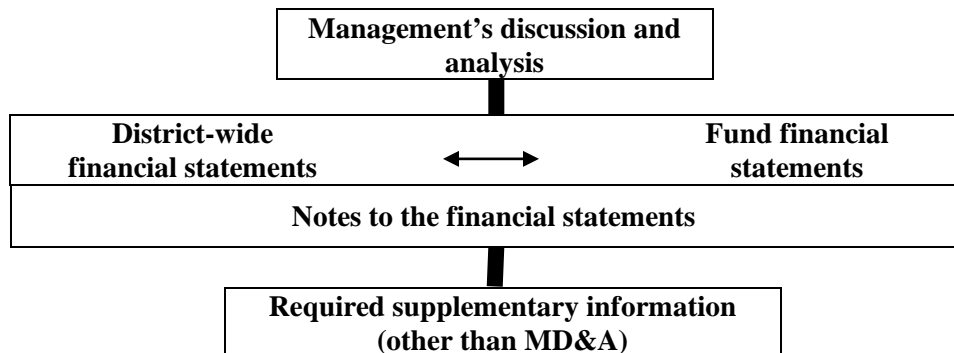 Management’s discussion and
analysis
District-wide
financial statements
Fund financial
statements
Notes to the financial statements
Required supplementary information
(other than MD&A)